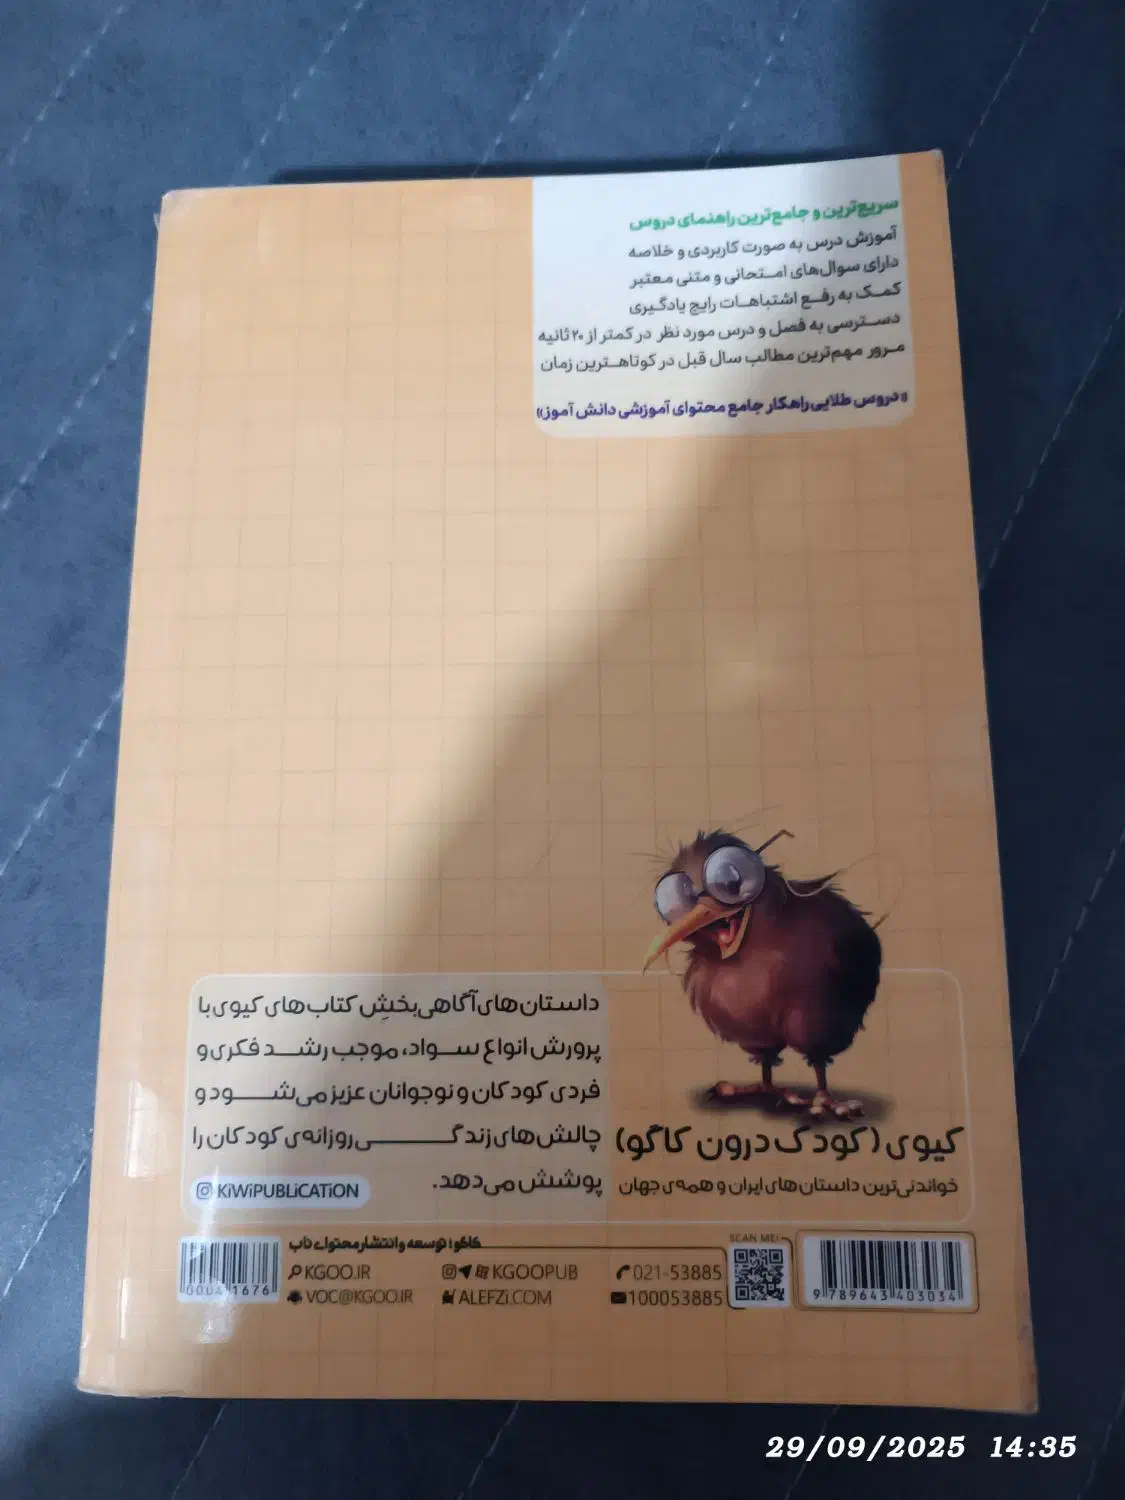 سریع‌ترین و جامع‌ترین راهنمای دروس
آموزش درس به صورت کاربردی و خلاصه
دارای سوال‌های امتحانی و متنی معتبر
کمک به رفع اشتباهات رایج یادگیری
دسترسی به فصل و درس مورد نظر در کمتر از ۲۰ ثانیه
مرور مهم‌ترین مطالب سال قبل در کوتاهترین زمان
«دروس طلایی راهکار جامع محتوای آموزشی دانش آموز»
داستان‌های آگاهی‌بخشِ کتاب‌های کیوی با
پرورش انواع سواد، موجب رشد فکری و
فردی کودکان و نوجوانان عزیز می‌شود و
چالش‌های زندگی روزانه‌ی کودکان را
پوشش می‌دهد.
KiWiPUBLiCATiON
کیوی (کودک درون کاگو)
خواندنی‌ترین داستان‌های ایران و همه‌ی جهان
کاگو؛ توسعه و انتشار محتوای ناب
KGOO.IR
KGOOPUB
021-53885
VOC@KGOO.IR
ALEFZi.COM
100053885
SCAN ME!
9 789643 403034
29/09/2025 14:35